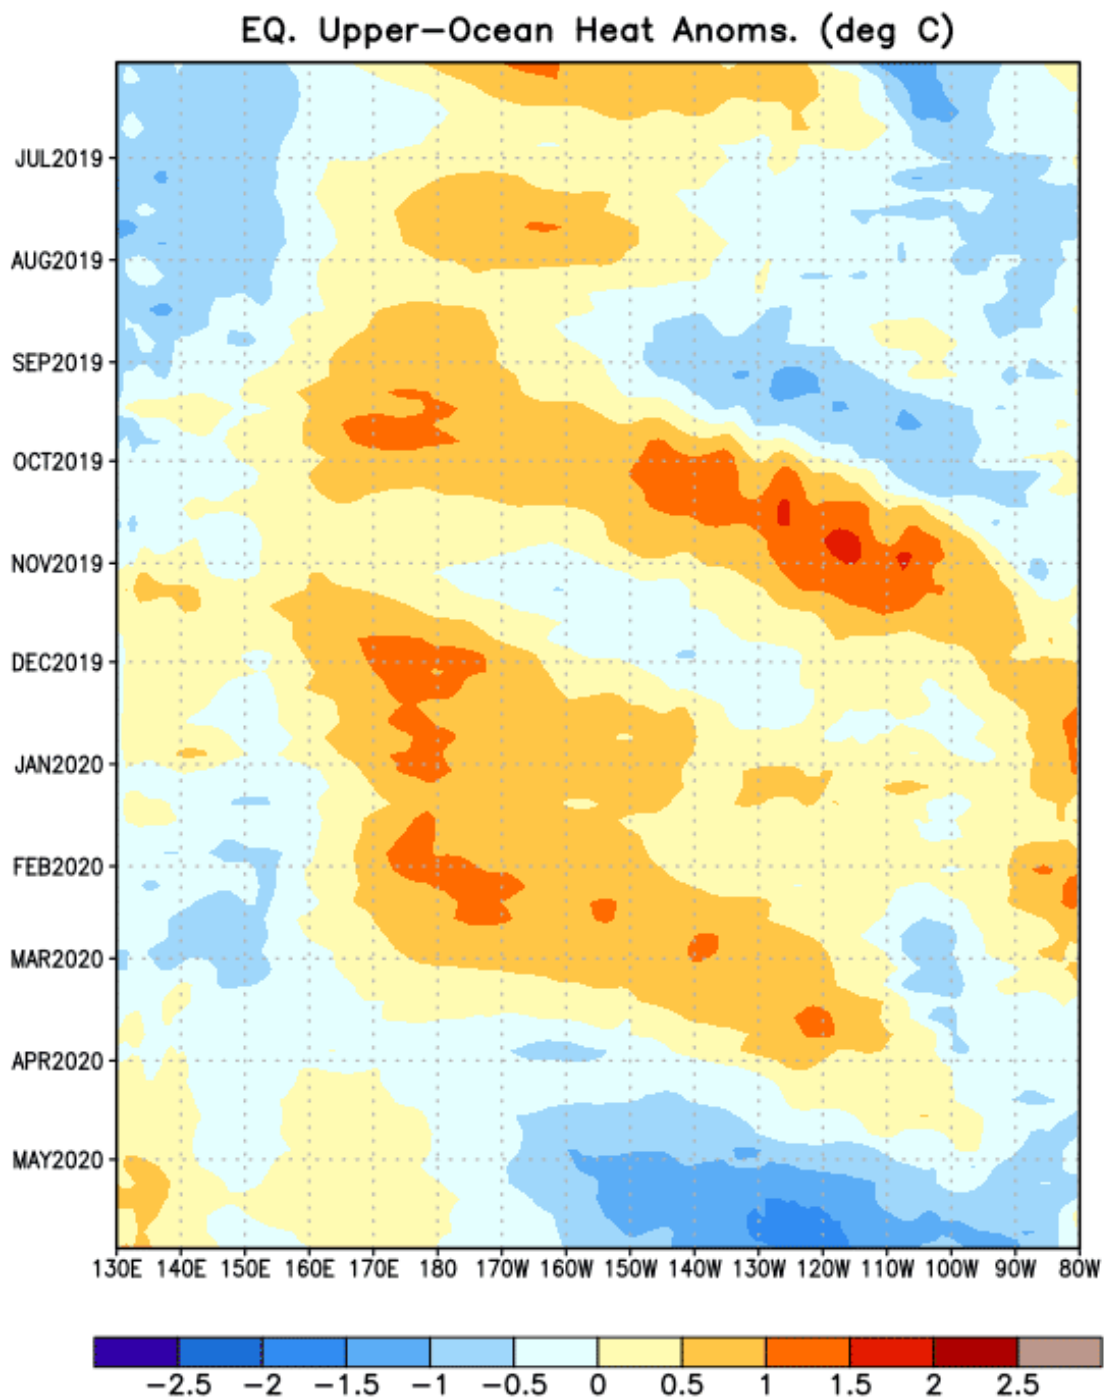 EQ. Upper-Ocean Heat Anoms. (deg C)
JUL2019
AUG2019
SEP2019
OCT2019
NOV2019
DEC2019
JAN2020
FEB2020
MAR2020
APR2020
MAY2020
130E 140E 150E 160E 170E 180 170W 160W 150W 140W 130W 120W 110W 100W 90W 80W
-2.5 -2 -1.5 -1 -0.5 0 0.5 1 1.5 2 2.5